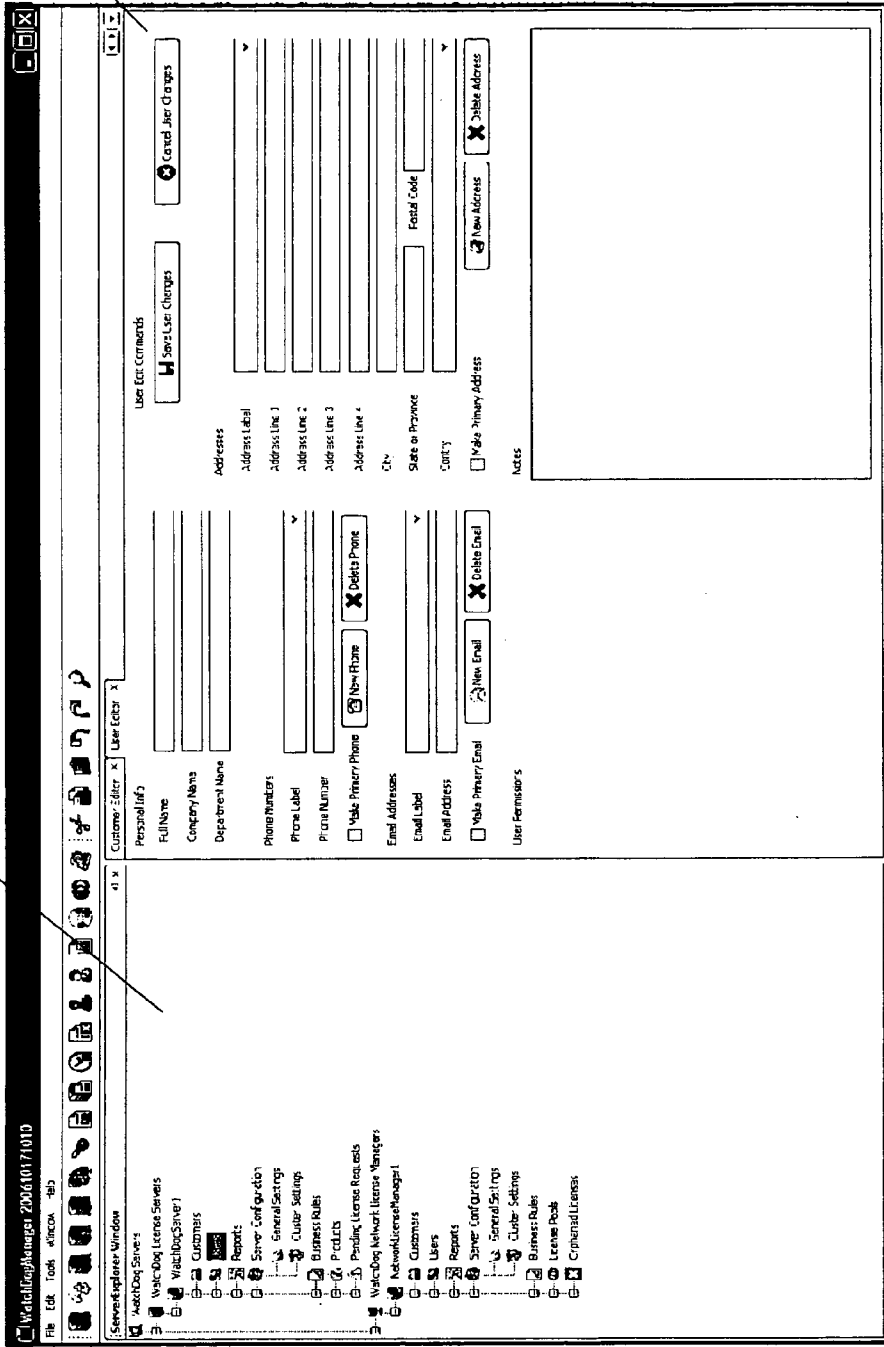 WatchDogManager 200610171010
File Edit Tools Window Help
ServerExplorer Window
WatchDog Servers
WatchDog License Servers
WatchDogServer1
Customers
Users
Reports
Server Configuration
General Settings
Cluster Settings
Business Rules
Products
Pending License Requests
WatchDog Network License Managers
NetworkLicenseManager1
Customers
Users
Reports
Server Configuration
General Settings
Cluster Settings
Business Rules
License Pools
Orphaned Licenses
Customer Editor X User Editor X
Personal Info
Full Name
Company Name
Department Name
Phone Numbers
Phone Label
Phone Number
Make Primary Phone New Phone Delete Phone
Email Addresses
Email Label
Email Address
Make Primary Email New Email Delete Email
User Permissions
User Edit Commands
Save User Changes Cancel User Changes
Addresses
Address Label
Address Line 1
Address Line 2
Address Line 3
Address Line 4
City
State or Province Postal Code
Contry
Make Primary Address New Address Delete Address
Notes